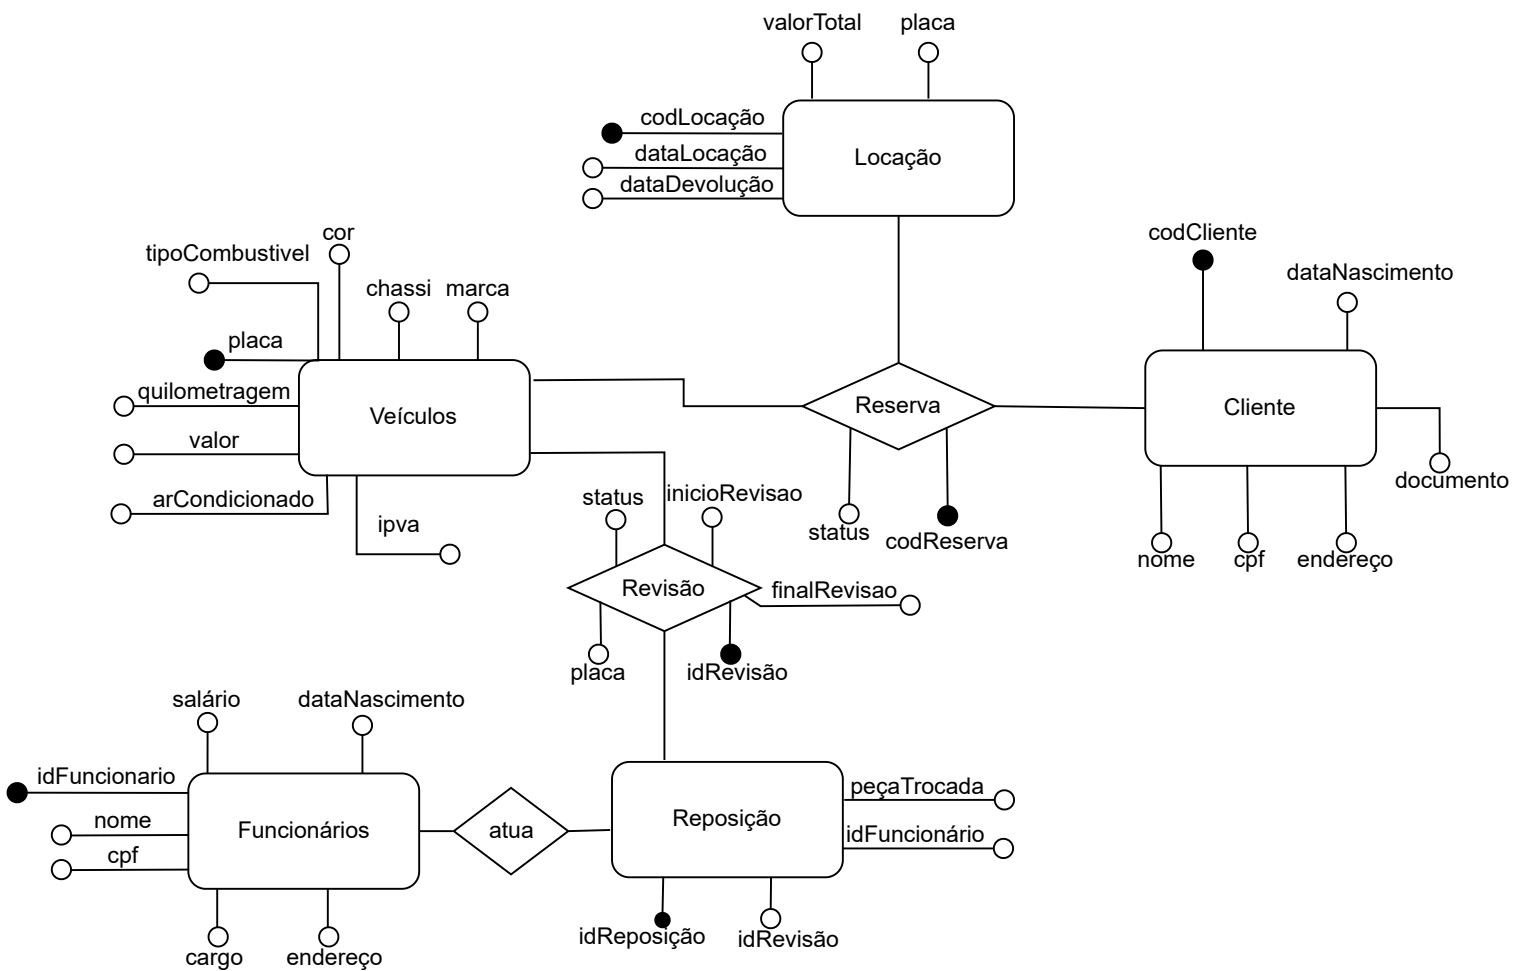 valorTotal
placa
codLocação
dataLocação
dataDevolução
Locação
cor
tipoCombustivel
chassi
marca
placa
quilometragem
valor
arCondicionado
ipva
Veículos
codCliente
dataNascimento
Cliente
documento
nome
cpf
endereço
Reserva
status
codReserva
status
inicioRevisao
Revisão
finalRevisao
placa
idRevisão
salário
dataNascimento
idFuncionario
nome
cpf
Funcionários
cargo
endereço
atua
Reposição
peçaTrocada
idFuncionário
idReposição
idRevisão